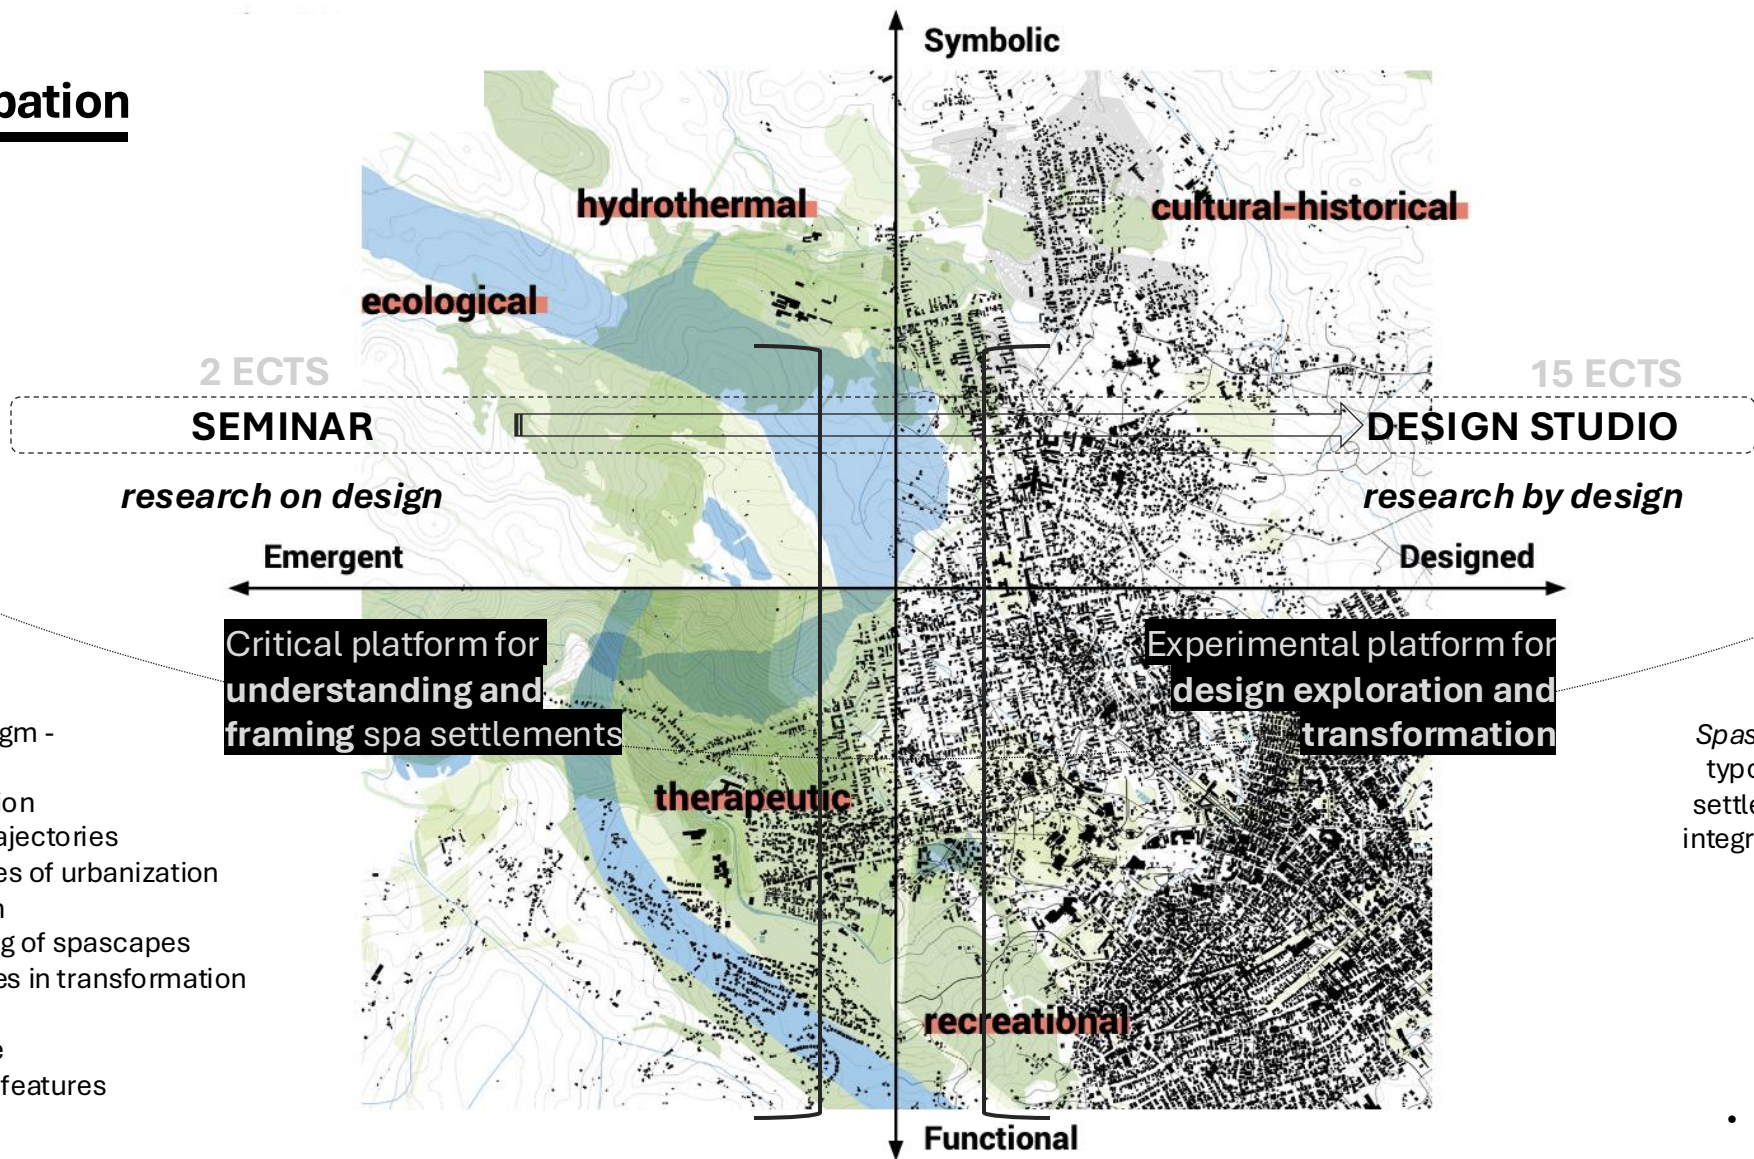 Symbolic
pation
hydrothermal
cultural-historical
ecological
2 ECTS
15 ECTS
SEMINAR
DESIGN STUDIO
research on design
research by design
Emergent
Designed
Critical platform for
understanding and
framing spa settlements
Experimental platform for
design exploration and
transformation
gm -
ion
ajectories
es of urbanization
n
g of spascapes
es in transformation
e
features
Spas
typo
settle
integr
therapeutic
recreational
Functional
•